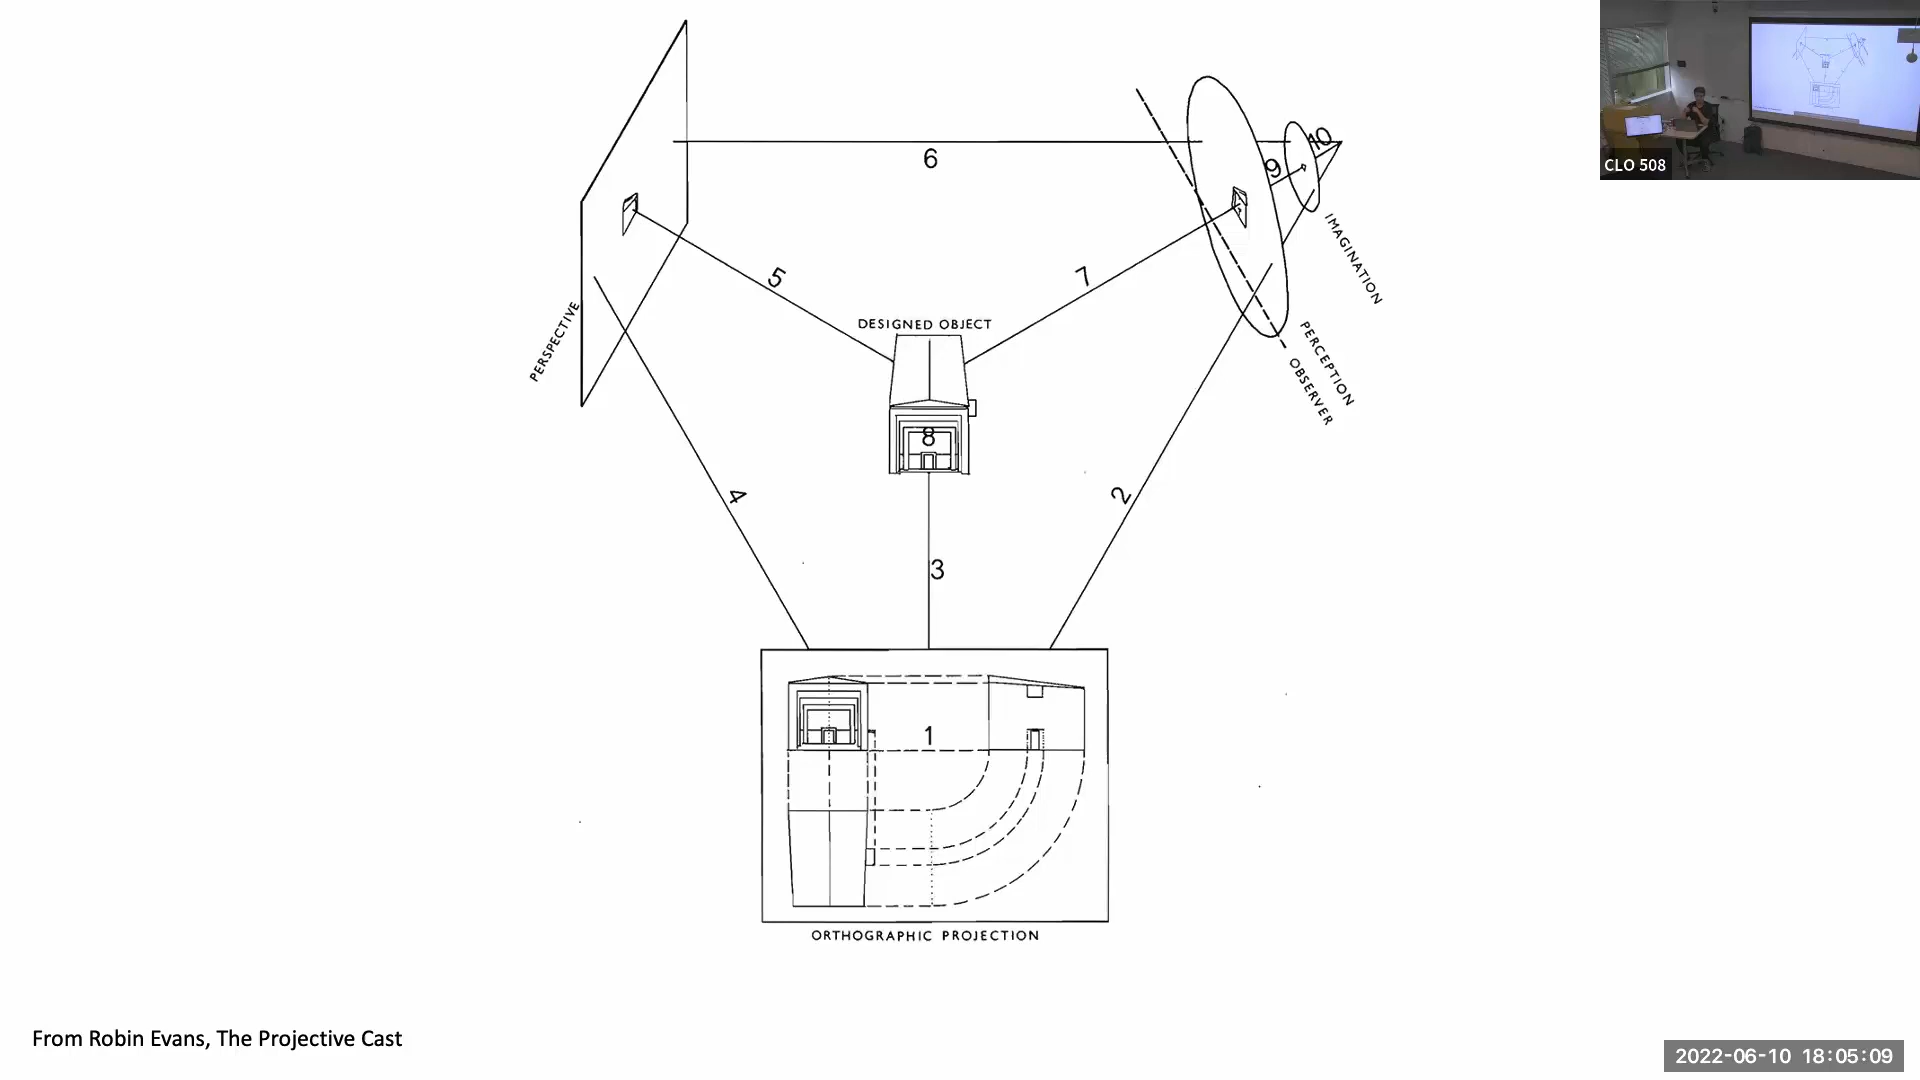 6
10
9
IMAGINATION
5
7
DESIGNED OBJECT
PERSPECTIVE
PERCEPTION
OBSERVER
8
4
2
3
1
ORTHOGRAPHIC PROJECTION
CLO 508
From Robin Evans, The Projective Cast
2022-06-10 18:05:09